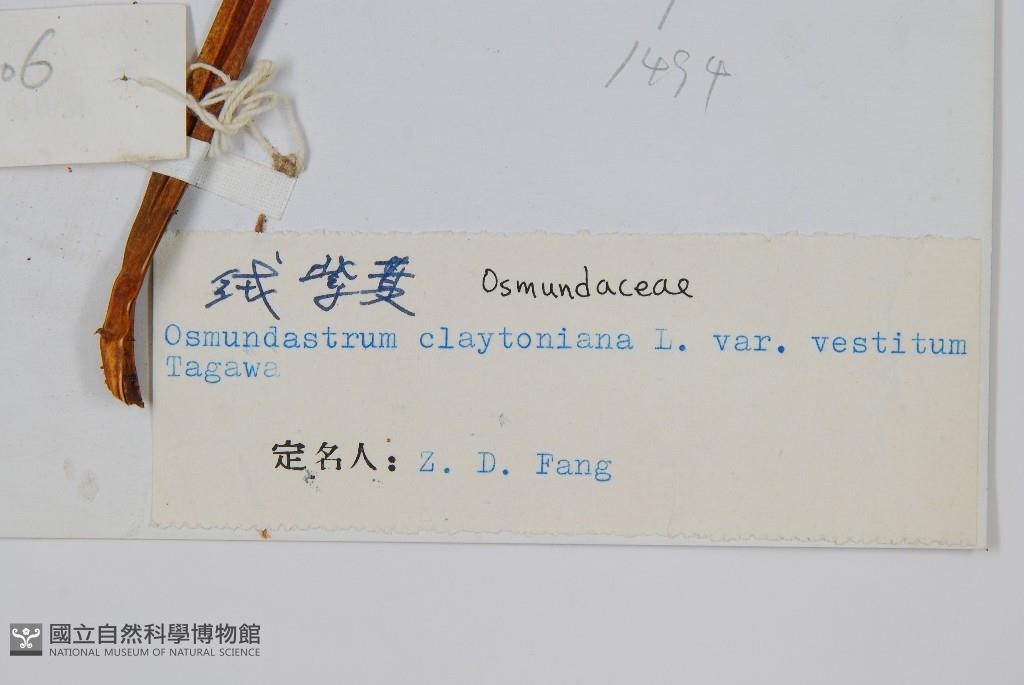 06
1494
绒紫萁 Osmundaceae
Osmundastrum claytoniana L. var. vestitum
Tagawa
定名人: Z. D. Fang
國立自然科學博物館
NATIONAL MUSEUM OF NATURAL SCIENCE